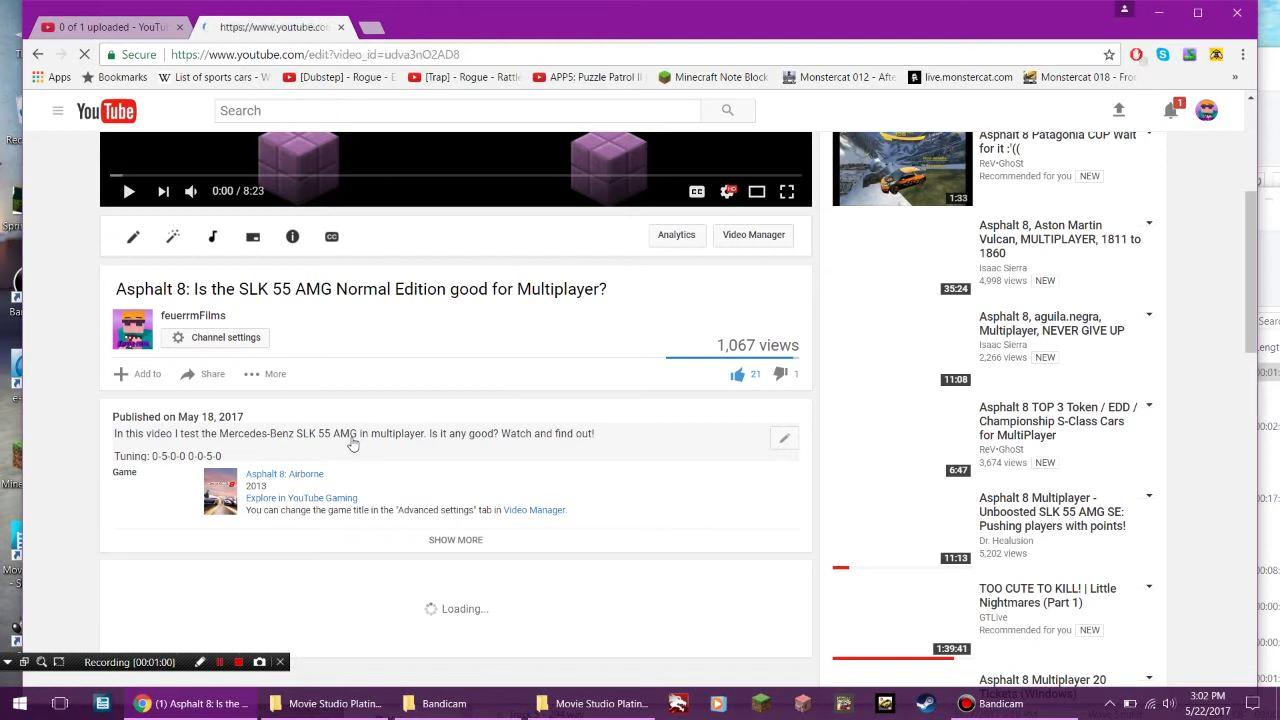 0 of 1 uploaded - YouTu
https://www.youtube.co
Secure https://www.youtube.com/edit?video_id=udva3nO2AD8
Apps Bookmarks List of sports cars - [Dubstep] - Rogue - E [Trap] - Rogue - Rattle APP5: Puzzle Patrol II Minecraft Note Block Monstercat 012 - Afte live.monstercat.com Monstercat 018 - Fron »
YouTube
Search
1
0:00 / 8:23
CC HD
CC
Analytics
Video Manager
Asphalt 8: Is the SLK 55 AMG Normal Edition good for Multiplayer?
feuerrmFilms
Channel settings
1,067 views
Add to Share More
21 1
Published on May 18, 2017
In this video I test the Mercedes-Benz SLK 55 AMG in multiplayer. Is it any good? Watch and find out!
Tuning: 0-5-0-0 0-0-5-0
Game
Asphalt 8: Airborne
2013
Explore in YouTube Gaming
You can change the game title in the "Advanced settings" tab in Video Manager.
SHOW MORE
Loading...
Asphalt 8 Patagonia CUP Wait
for it :'((
ReV•GhoSt
Recommended for you NEW
1:33
Asphalt 8, Aston Martin
Vulcan, MULTIPLAYER, 1811 to
1860
Isaac Sierra
4,998 views NEW
35:24
Asphalt 8, aguila.negra,
Multiplayer, NEVER GIVE UP
Isaac Sierra
2,266 views NEW
11:08
Asphalt 8 TOP 3 Token / EDD /
Championship S-Class Cars
for MultiPlayer
ReV•GhoSt
3,674 views NEW
6:47
Asphalt 8 Multiplayer -
Unboosted SLK 55 AMG SE:
Pushing players with points!
Dr. Healusion
5,202 views
11:13
TOO CUTE TO KILL! | Little
Nightmares (Part 1)
GTLive
Recommended for you NEW
1:39:41
Asphalt 8 Multiplayer 20
Tickets (Windows)
Recording [00:01:00]
(1) Asphalt 8: Is the ...
Movie Studio Platin...
Bandicam
Movie Studio Platin...
Bandicam
3:02 PM
5/22/2017